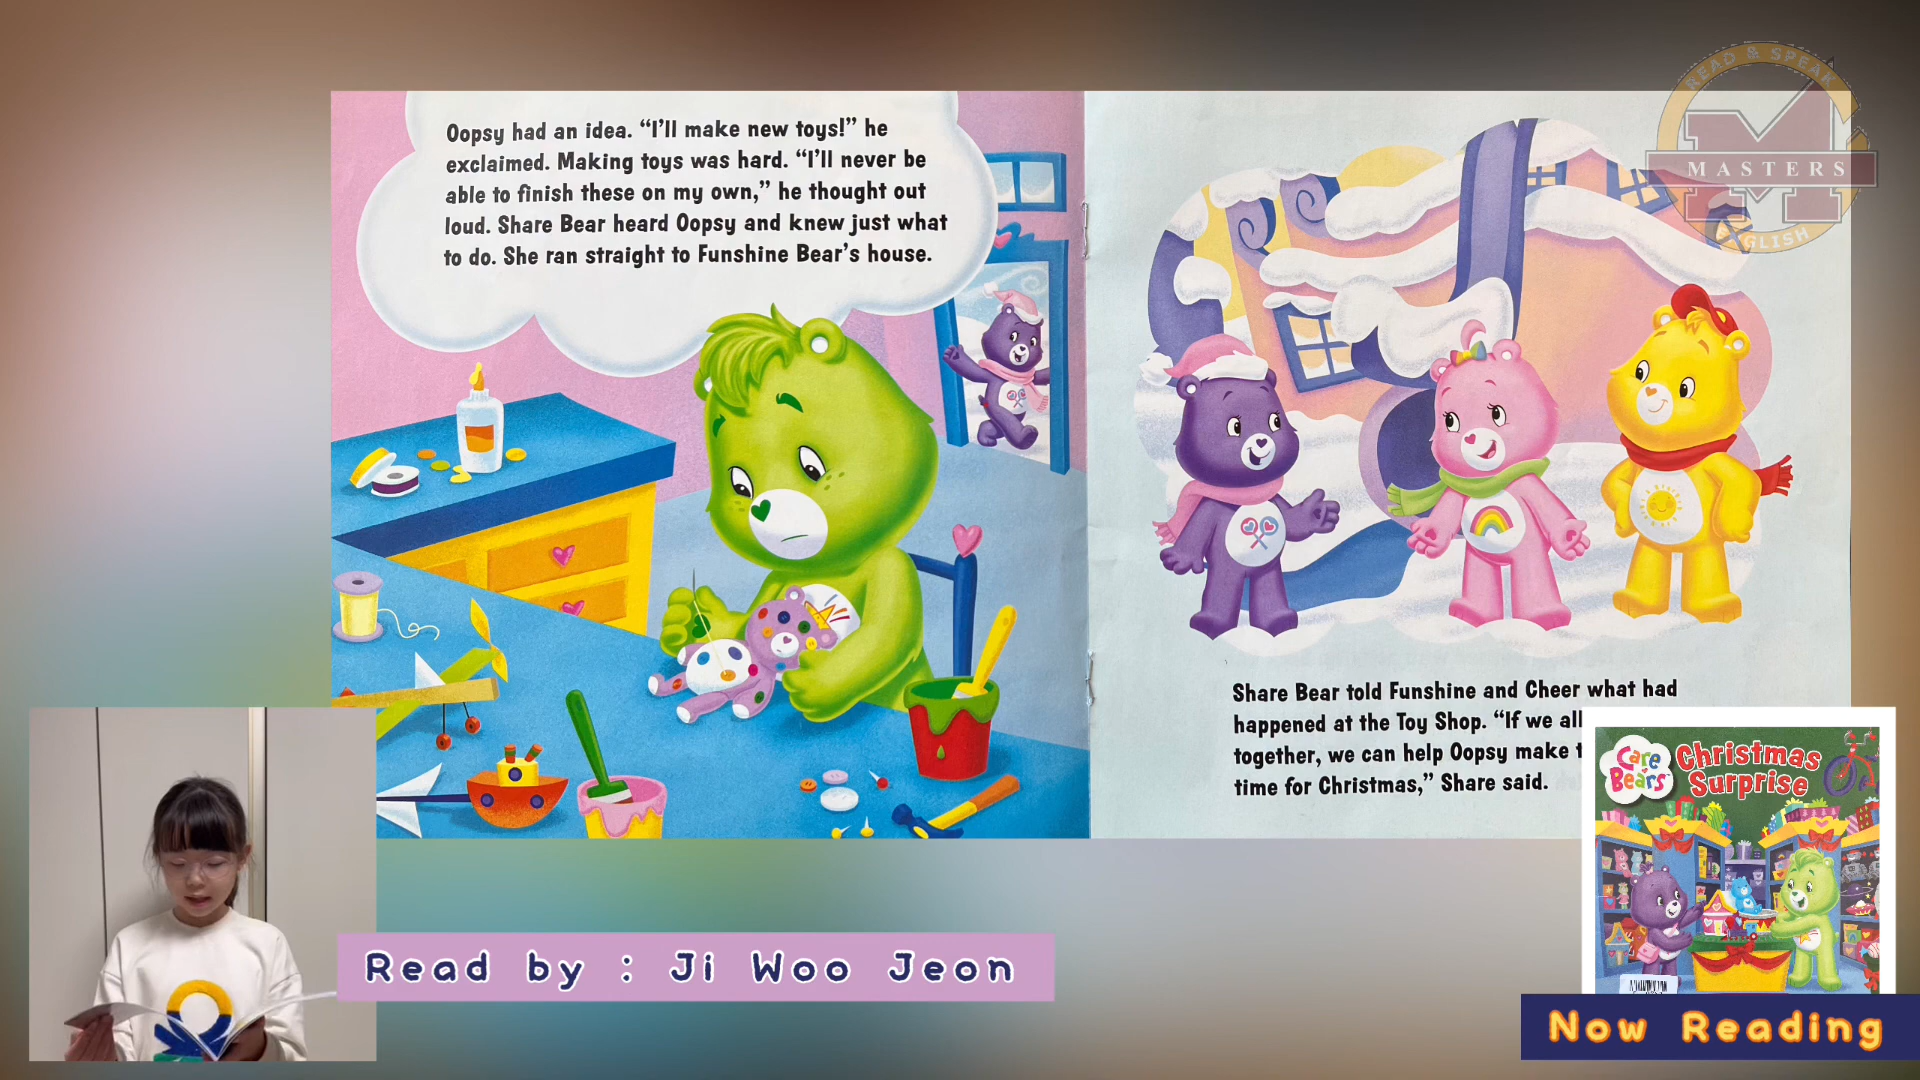 Oopsy had an idea. “I’ll make new toys!” he
exclaimed. Making toys was hard. “I’ll never be
able to finish these on my own,” he thought out
loud. Share Bear heard Oopsy and knew just what
to do. She ran straight to Funshine Bear’s house.
READ & SPEAK
MASTERS
GLISH
Share Bear told Funshine and Cheer what had
happened at the Toy Shop. “If we all
together, we can help Oopsy make
time for Christmas,” Share said.
Care Bears
Christmas
Surprise
Read by : Ji Woo Jeon
Now Reading